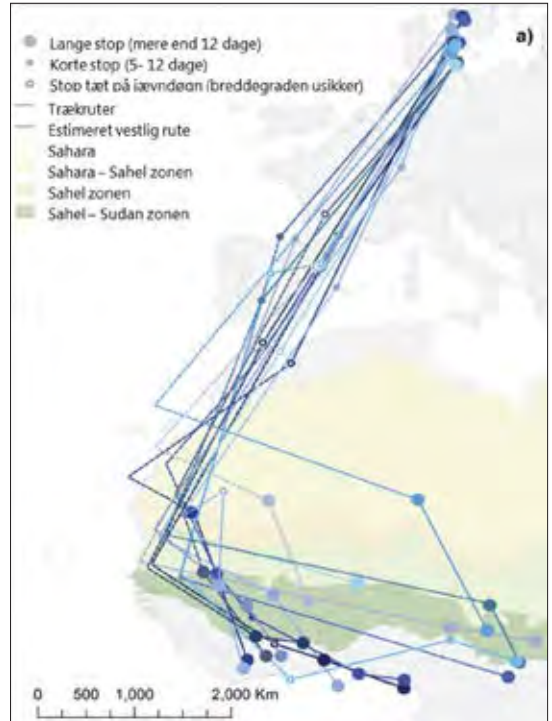 a)
Lange stop (mere end 12 dage)
Korte stop (5- 12 dage)
Stop tæt på jævndøgn (breddegraden usikker)
Trækruter
Estimeret vestlig rute
Sahara
Sahara – Sahel zonen
Sahel zonen
Sahel – Sudan zonen
0 500 1,000 2,000 Km